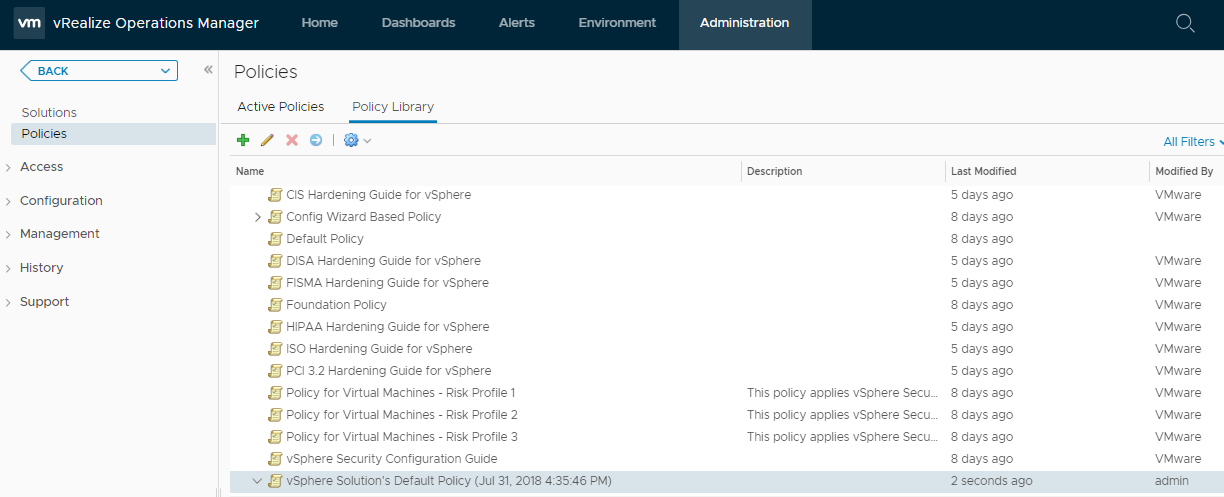 vm vRealize Operations Manager Home Dashboards Alerts Environment Administration
BACK
Solutions
Policies
Access
Configuration
Management
History
Support
Policies
Active Policies Policy Library
All Filters
Name Description Last Modified Modified By
CIS Hardening Guide for vSphere 5 days ago VMware
Config Wizard Based Policy 8 days ago VMware
Default Policy 8 days ago
DISA Hardening Guide for vSphere 5 days ago VMware
FISMA Hardening Guide for vSphere 5 days ago VMware
Foundation Policy 8 days ago VMware
HIPAA Hardening Guide for vSphere 5 days ago VMware
ISO Hardening Guide for vSphere 5 days ago VMware
PCI 3.2 Hardening Guide for vSphere 5 days ago VMware
Policy for Virtual Machines - Risk Profile 1 This policy applies vSphere Secu... 8 days ago VMware
Policy for Virtual Machines - Risk Profile 2 This policy applies vSphere Secu... 8 days ago VMware
Policy for Virtual Machines - Risk Profile 3 This policy applies vSphere Secu... 8 days ago VMware
vSphere Security Configuration Guide 8 days ago VMware
vSphere Solution's Default Policy (Jul 31, 2018 4:35:46 PM) 2 seconds ago admin